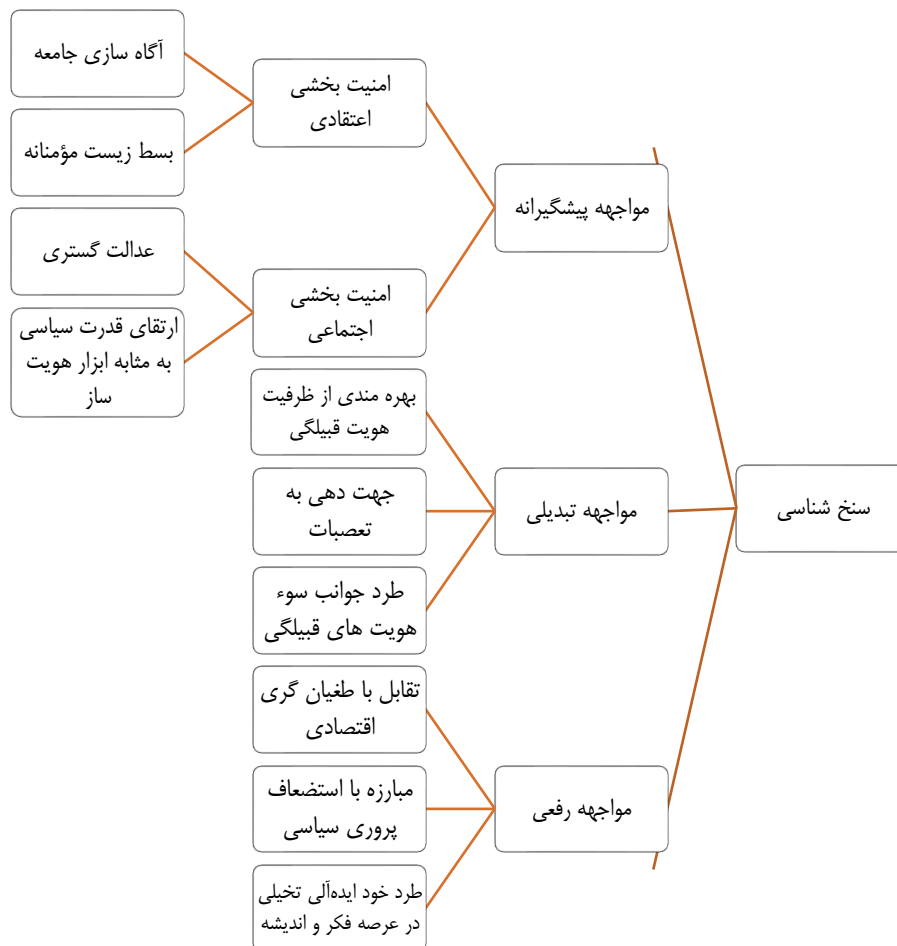 سنخ شناسی
مواجهه پیشگیرانه
امنیت بخشی
اعتقادی
آگاه سازی جامعه
بسط زیست مؤمنانه
امنیت بخشی
اجتماعی
عدالت گستری
ارتقای قدرت سیاسی
به مثابه ابزار هویت
ساز
مواجهه تبدیلی
بهره مندی از ظرفیت
هویت قبیلگی
جهت دهی به
تعصبات
طرد جوانب سوء
هویت های قبیلگی
مواجهه رفعی
تقابل با طغیان گری
اقتصادی
مبارزه با استضعاف
پروری سیاسی
طرد خود ایده‌آلی تخیلی
در عرصه فکر و اندیشه